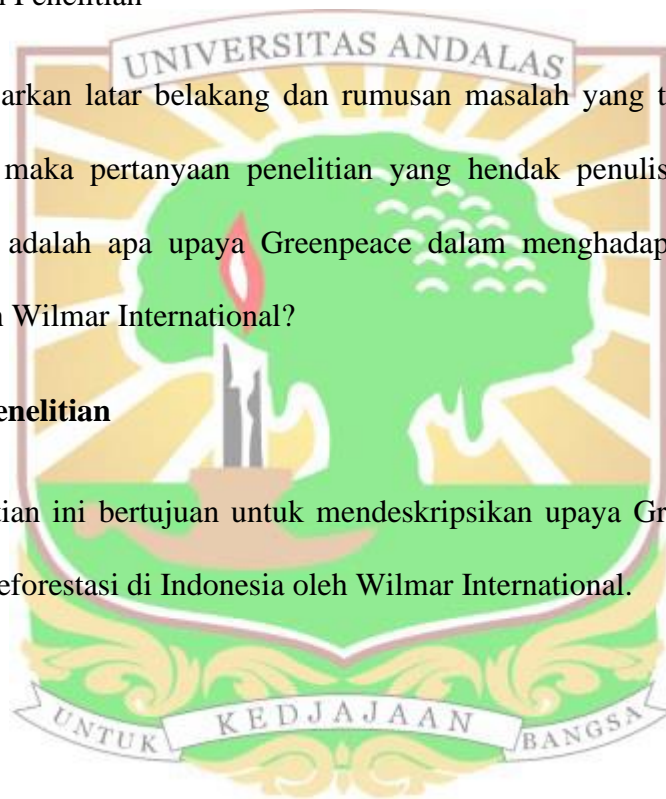 Penelitian
UNIVERSITAS ANDALAS
arkan latar belakang dan rumusan masalah yang t
maka pertanyaan penelitian yang hendak penulis
adalah apa upaya Greenpeace dalam menghadap
Wilmar International?
enelitian
tian ini bertujuan untuk mendeskripsikan upaya Gr
eforestasi di Indonesia oleh Wilmar International.
UNTUK KEDJAJAAN BANGSA